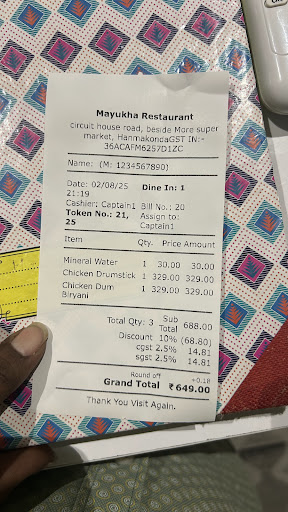 Mayukha Restaurant
circuit house road, beside More super
market, HanmakondaGST IN:-
36ACAFM6257D1ZC
Name: (M: 1234567890)
Date: 02/08/25 Dine In: 1
21:19
Cashier: Captain1 Bill No.: 20
Token No.: 21, Assign to:
25 Captain1
Item Qty. Price Amount
Mineral Water 1 30.00 30.00
Chicken Drumstick 1 329.00 329.00
Chicken Dum 1 329.00 329.00
Biryani
Total Qty: 3 Sub 688.00
Total
Discount 10% (68.80)
cgst 2.5% 14.81
sgst 2.5% 14.81
Round off +0.18
Grand Total ₹649.00
Thank You Visit Again.